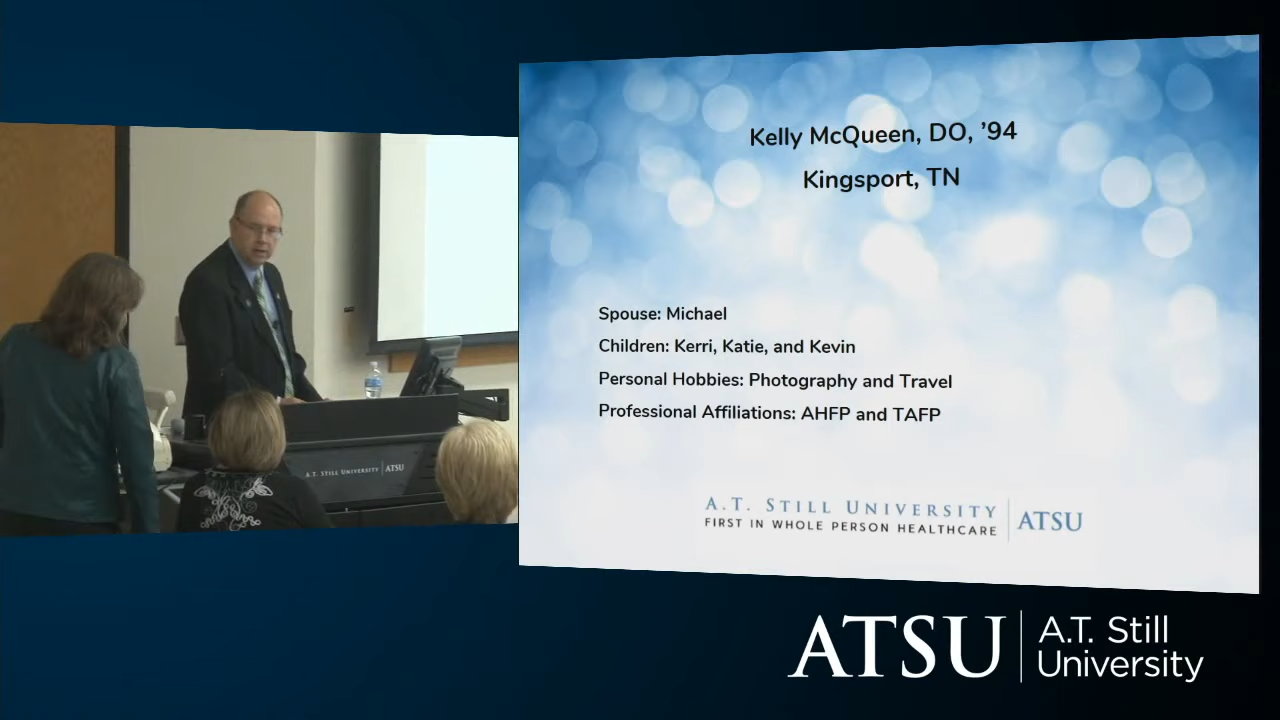 Kelly McQueen, DO, ’94
Kingsport, TN
Spouse: Michael
Children: Kerri, Katie, and Kevin
Personal Hobbies: Photography and Travel
Professional Affiliations: AHFP and TAFP
A.T. STILL UNIVERSITY ATSU
FIRST IN WHOLE PERSON HEALTHCARE
A.T. STILL UNIVERSITY ATSU
ATSU A.T. Still
University